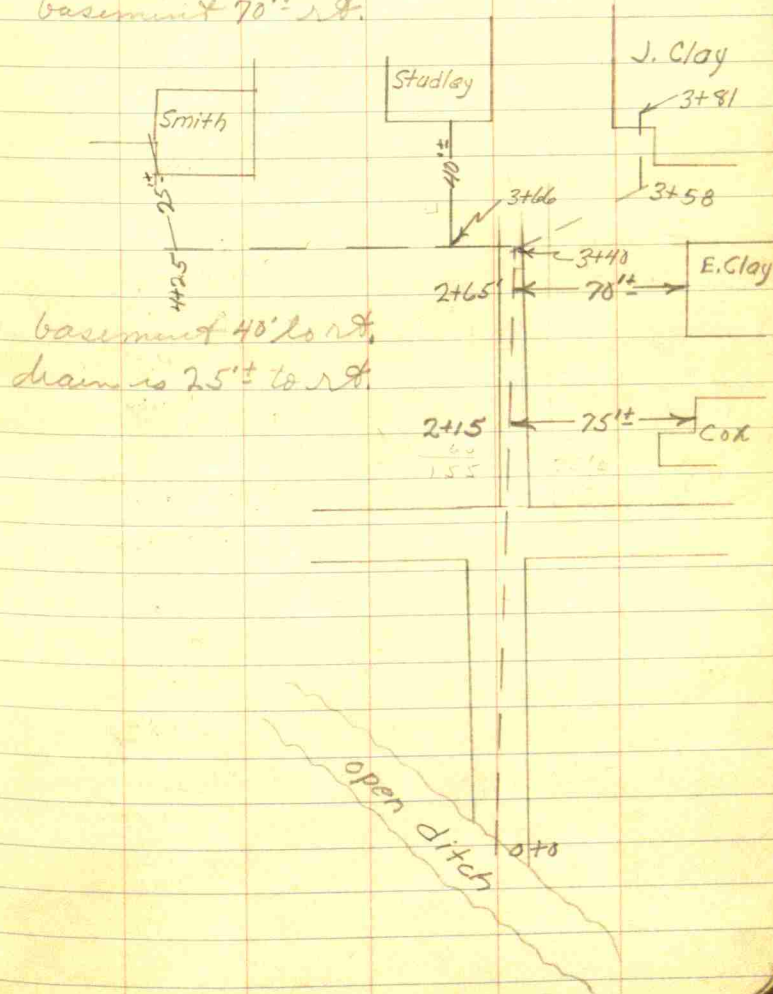 basement 70'± rt.
J. Clay
Studley
3+81
Smith
40'±
25'±
3+66
3+58
3+40
E. Clay
4+25
2+65'
70'±
basement 40' to rt.
drain is 25'± to rt.
2+15
75'±
Cox
60
155
open ditch
0+0